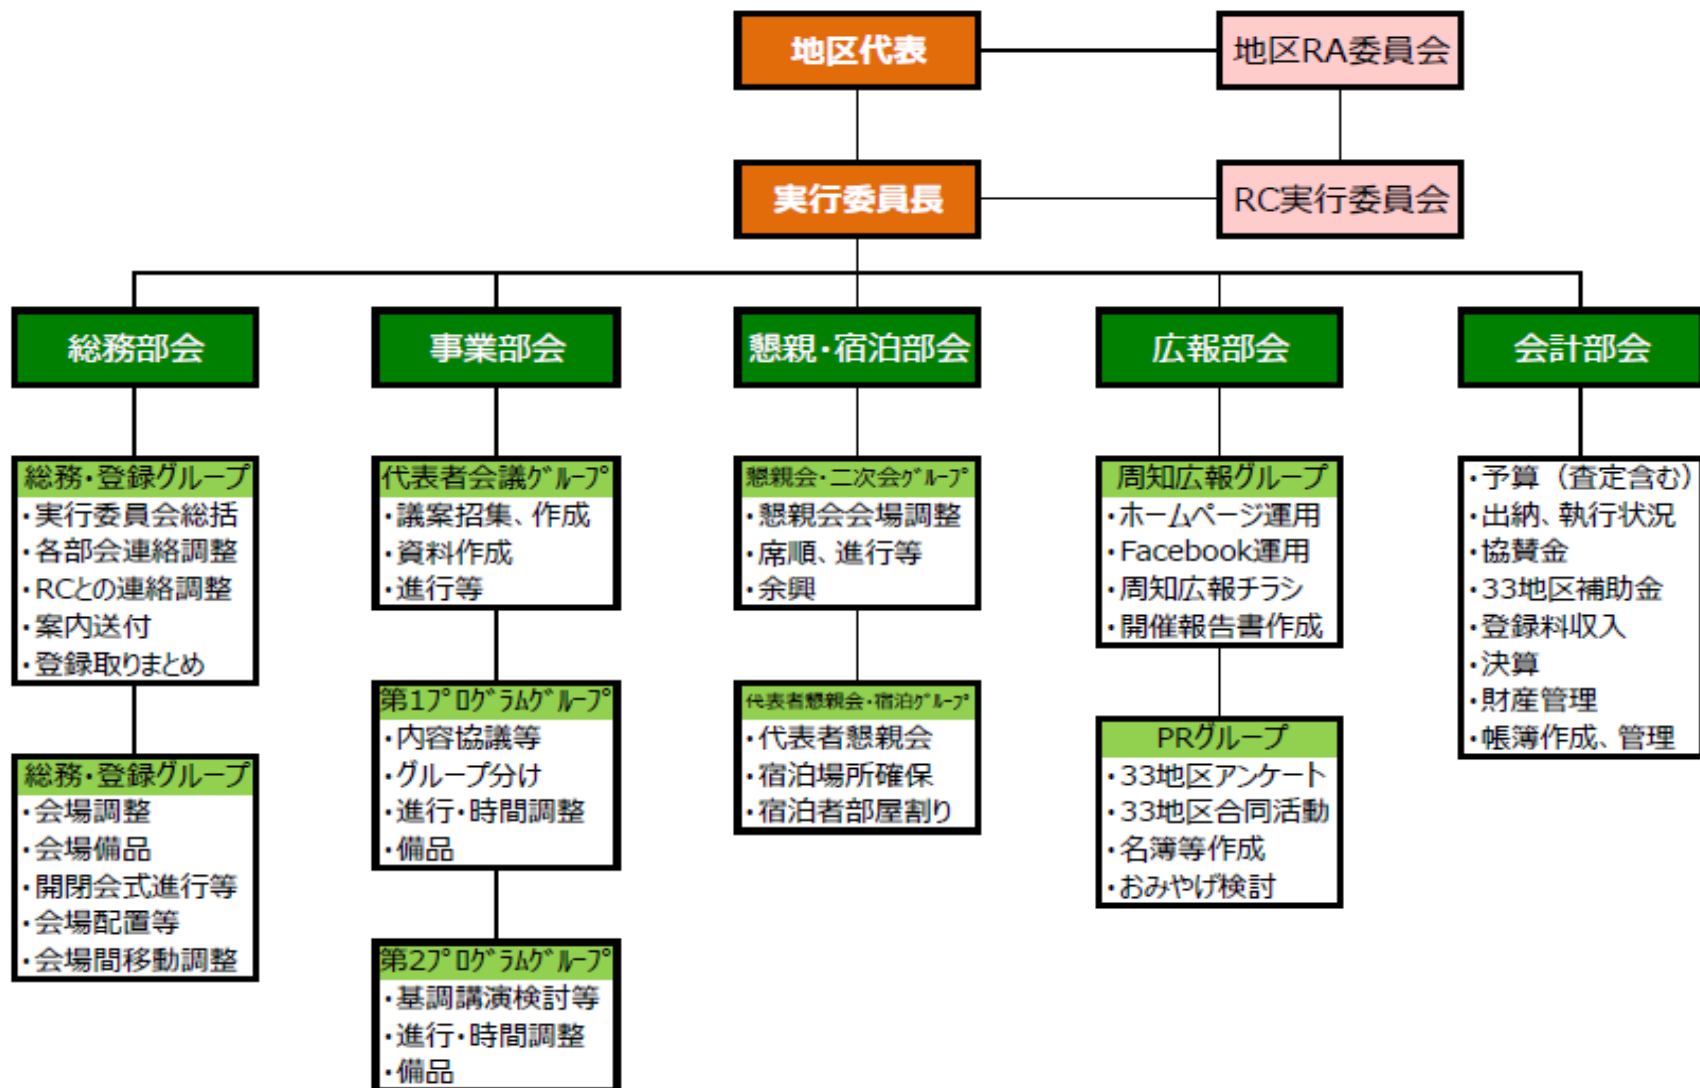 地区代表
地区RA委員会
実行委員長
RC実行委員会
総務部会
事業部会
懇親・宿泊部会
広報部会
会計部会
総務・登録グループ
・実行委員会総括
・各部会連絡調整
・RCとの連絡調整
・案内送付
・登録取りまとめ
総務・登録グループ
・会場調整
・会場備品
・開閉会式進行等
・会場配置等
・会場間移動調整
代表者会議ｸﾞﾙｰﾌﾟ
・議案招集、作成
・資料作成
・進行等
第1ﾌﾟﾛｸﾞﾗﾑｸﾞﾙｰﾌﾟ
・内容協議等
・グループ分け
・進行・時間調整
・備品
第2ﾌﾟﾛｸﾞﾗﾑｸﾞﾙｰﾌﾟ
・基調講演検討等
・進行・時間調整
・備品
懇親会・二次会ｸﾞﾙｰﾌﾟ
・懇親会会場調整
・席順、進行等
・余興
代表者懇親会・宿泊ｸﾞﾙｰﾌﾟ
・代表者懇親会
・宿泊場所確保
・宿泊者部屋割り
周知広報グループ
・ホームページ運用
・Facebook運用
・周知広報チラシ
・開催報告書作成
PRグループ
・33地区アンケート
・33地区合同活動
・名簿等作成
・おみやげ検討
・予算（査定含む）
・出納、執行状況
・協賛金
・33地区補助金
・登録料収入
・決算
・財産管理
・帳簿作成、管理